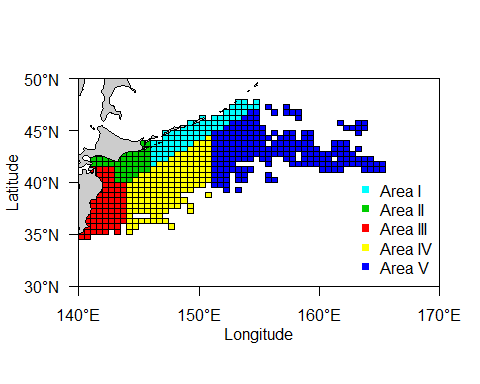 50°N
45°N
40°N
35°N
30°N
Latitude
Area I
Area II
Area III
Area IV
Area V
140°E 150°E 160°E 170°E
Longitude